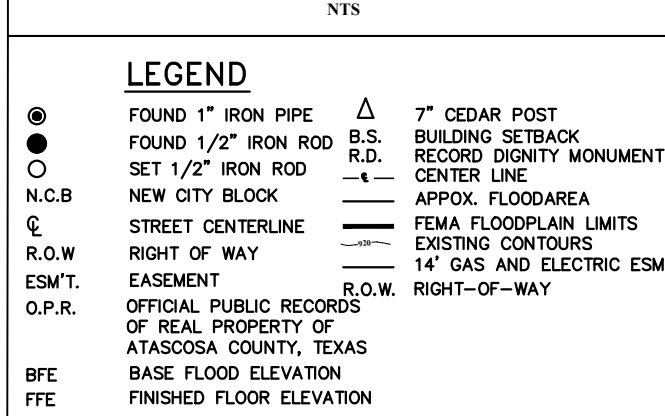 NTS
LEGEND
FOUND 1" IRON PIPE
FOUND 1/2" IRON ROD
SET 1/2" IRON ROD
N.C.B NEW CITY BLOCK
℄ STREET CENTERLINE
R.O.W RIGHT OF WAY
ESM'T. EASEMENT
O.P.R. OFFICIAL PUBLIC RECORDS
OF REAL PROPERTY OF
ATASCOSA COUNTY, TEXAS
BFE BASE FLOOD ELEVATION
FFE FINISHED FLOOR ELEVATION
7" CEDAR POST
B.S. BUILDING SETBACK
R.D. RECORD DIGNITY MONUMENT
℄ CENTER LINE
APPOX. FLOODAREA
FEMA FLOODPLAIN LIMITS
920 EXISTING CONTOURS
14' GAS AND ELECTRIC ESM
R.O.W. RIGHT-OF-WAY